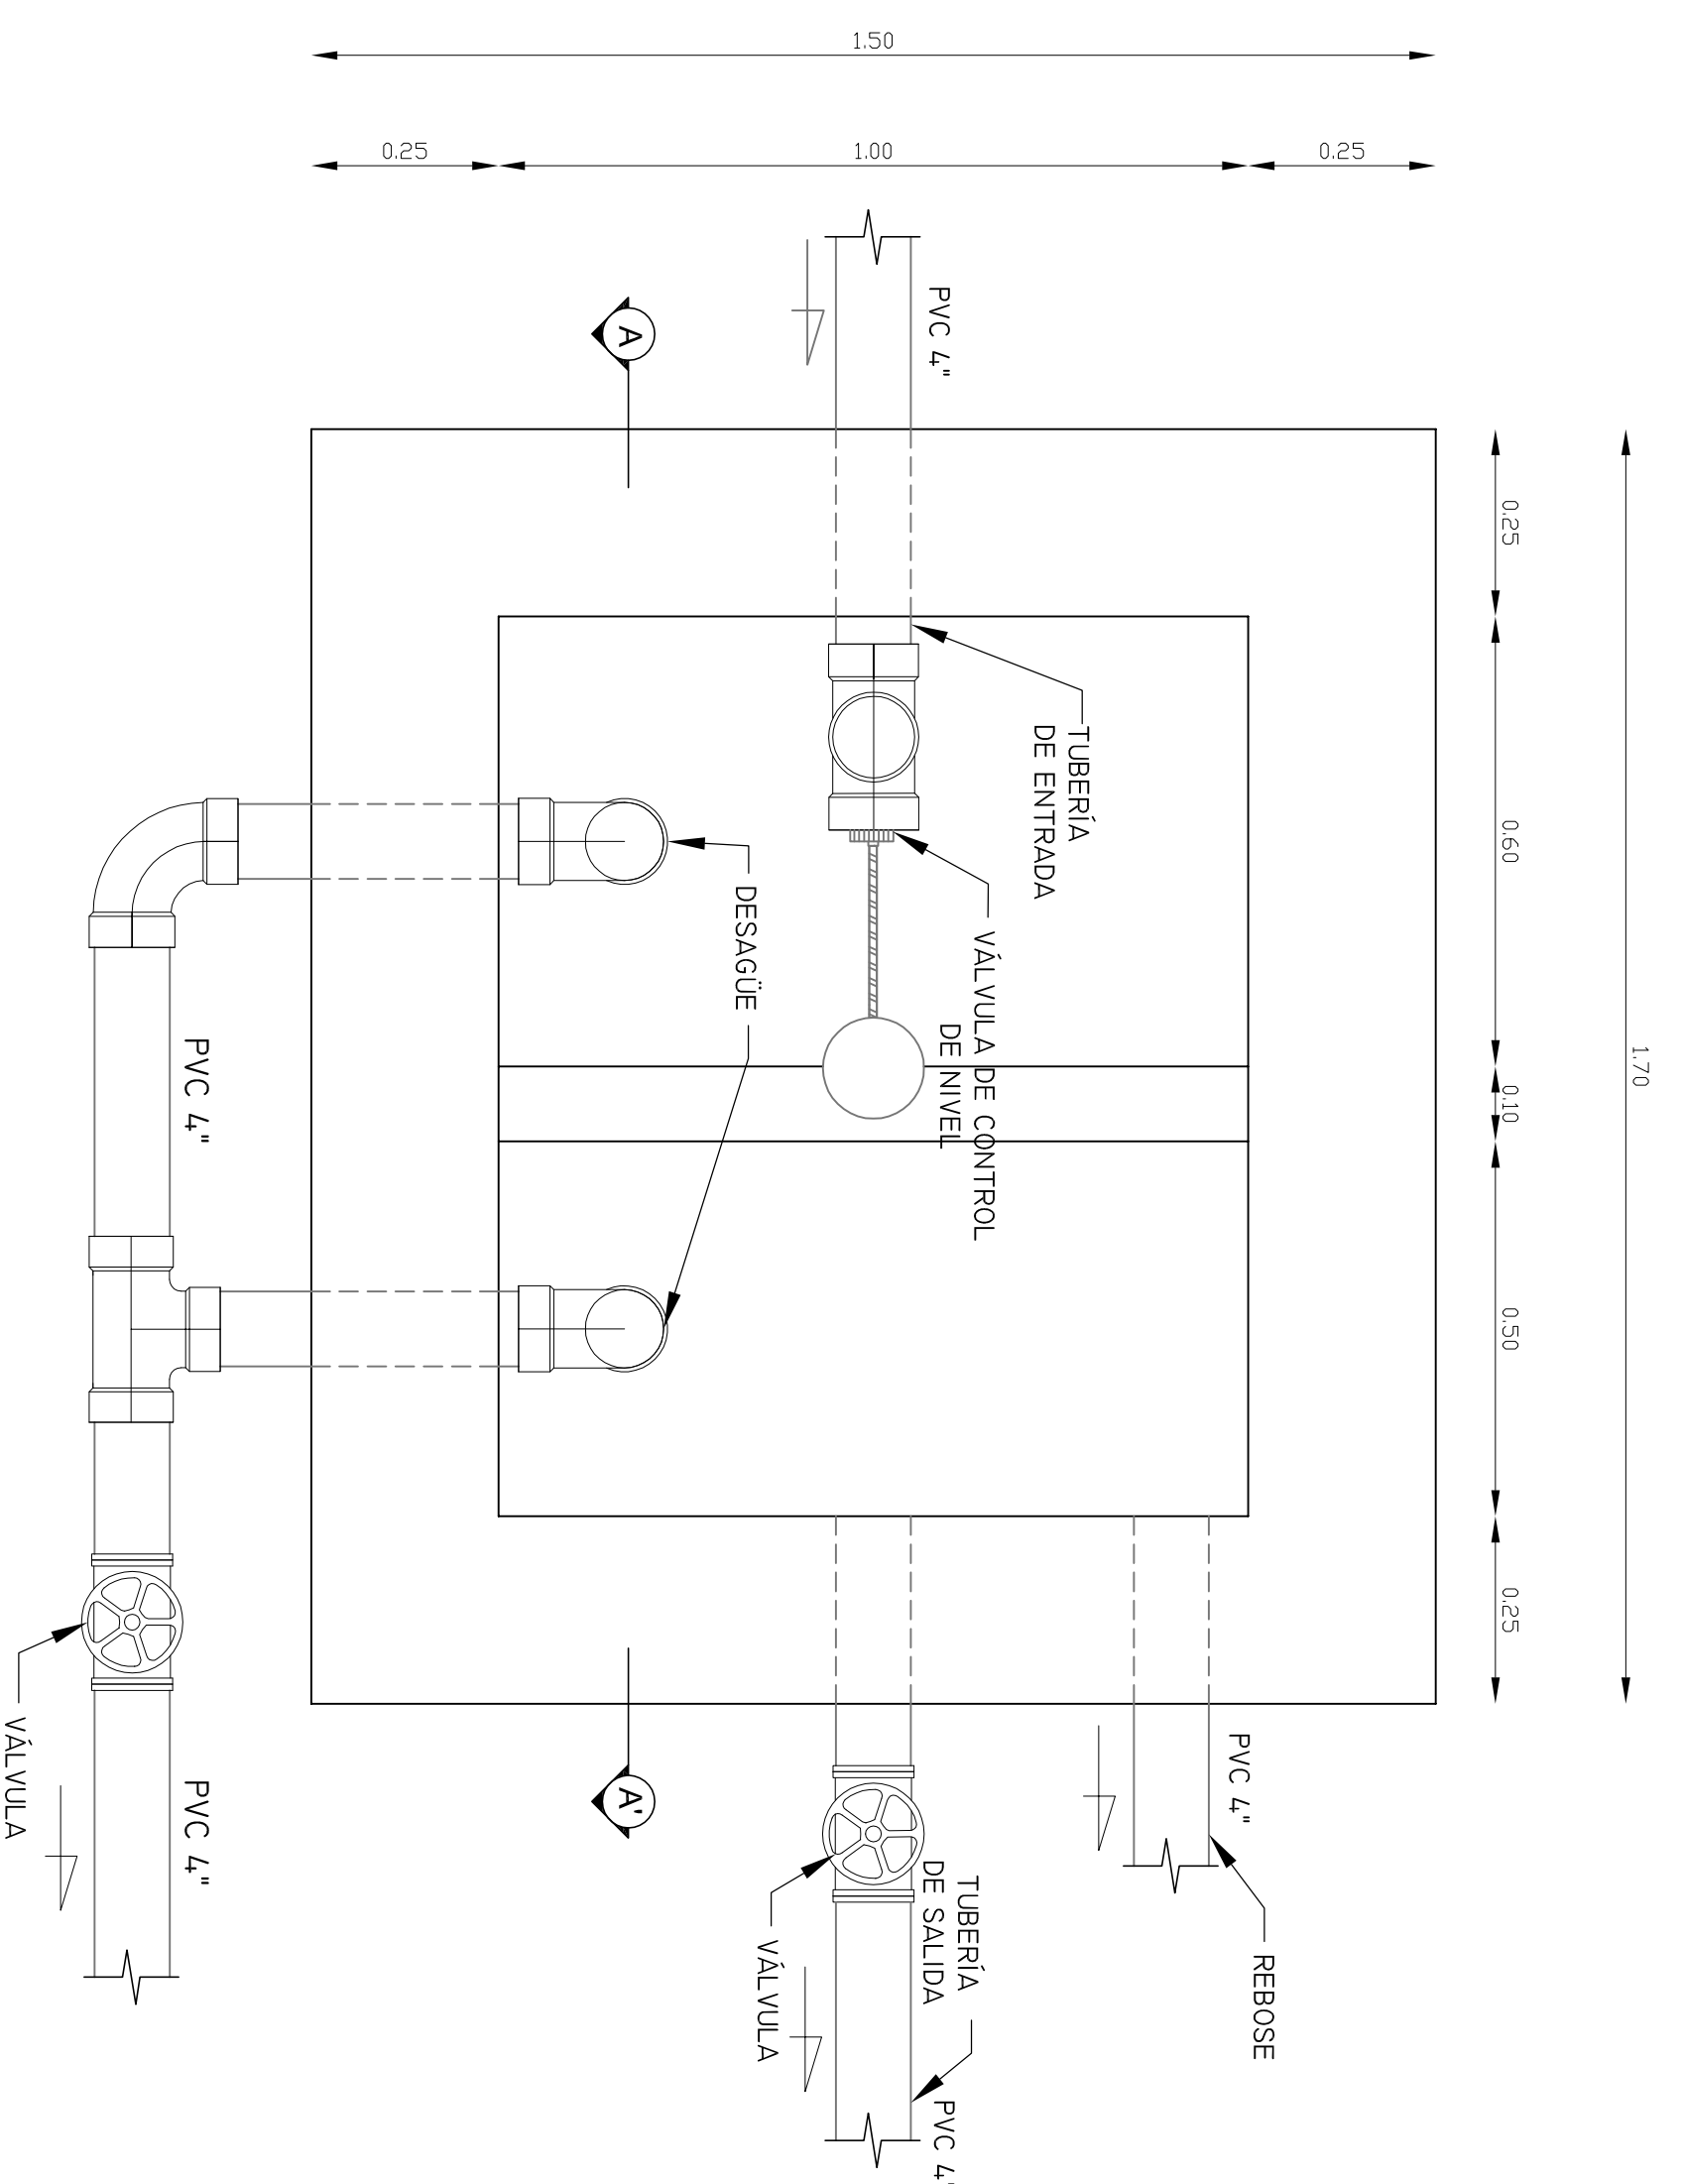 1.50
0.25
1.00
0.25
PVC 4"
A
0.25
0.60
0.10
0.50
0.25
1.70
TUBERÍA
DE ENTRADA
VÁLVULA DE CONTROL
DE NIVEL
DESAGÜE
PVC 4"
PVC 4"
VÁLVULA
A'
PVC 4"
REBOSE
TUBERÍA
DE SALIDA
VÁLVULA
PVC 4"